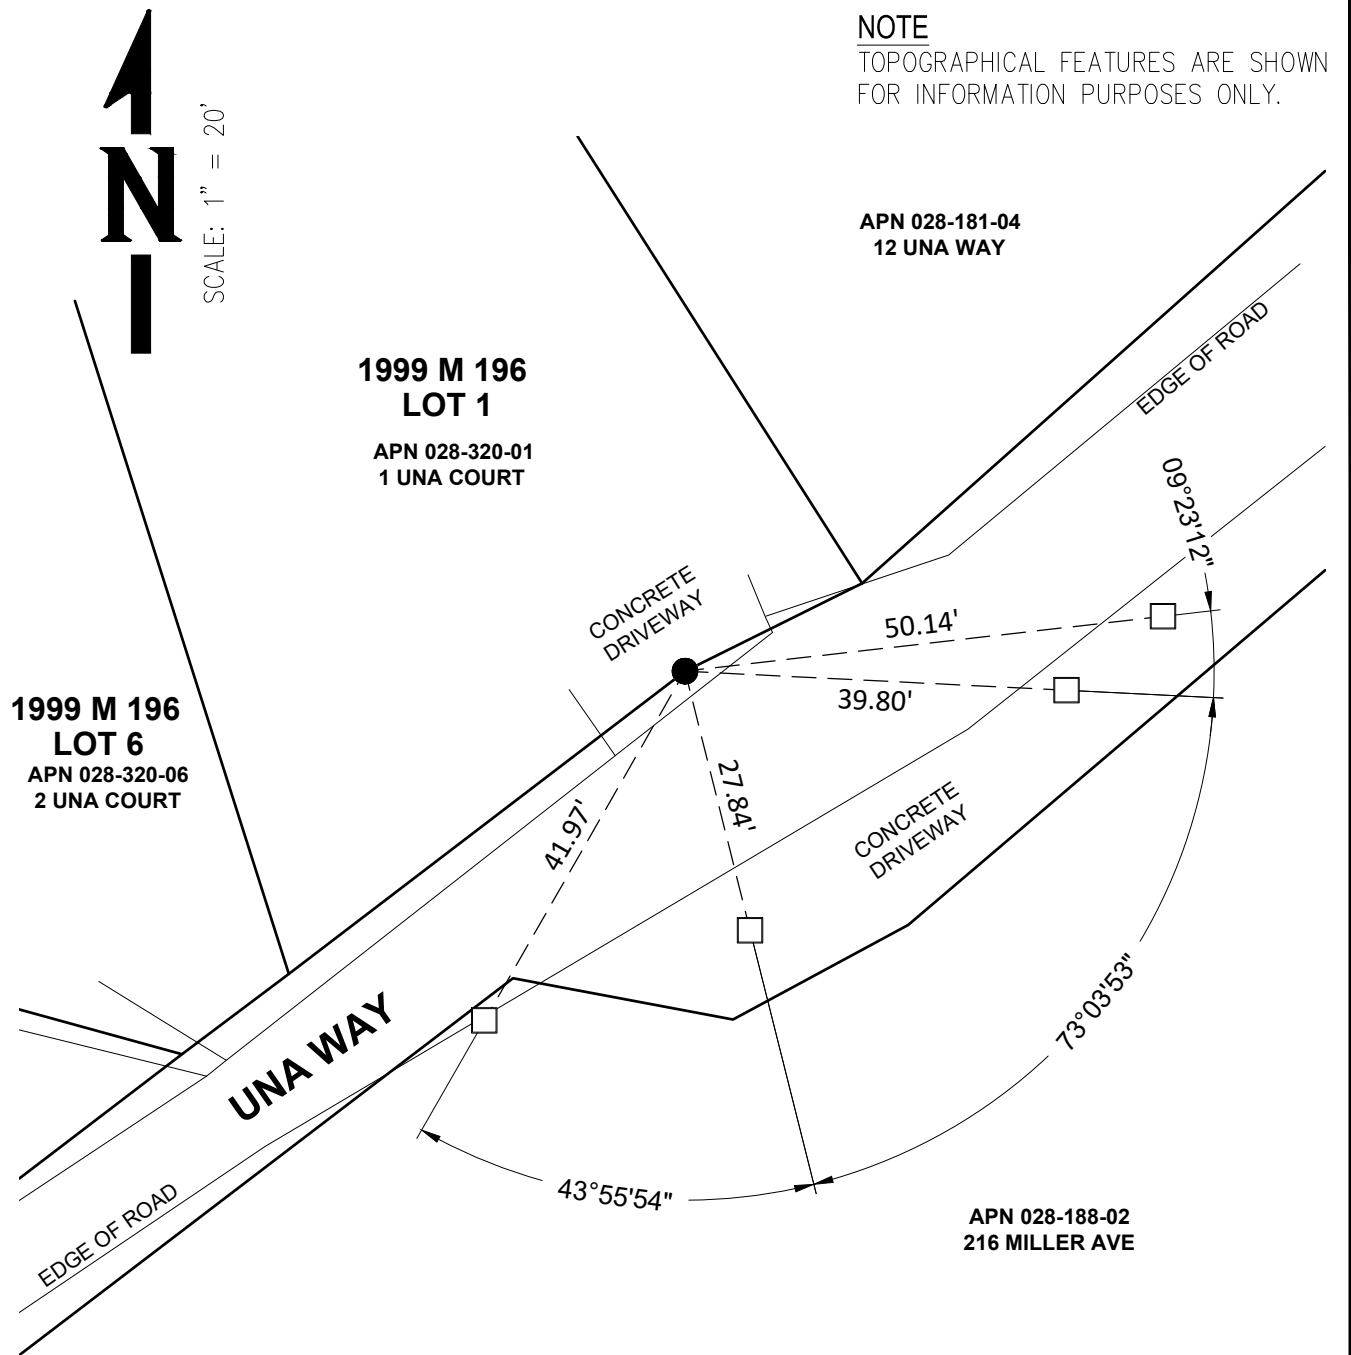 NOTE
TOPOGRAPHICAL FEATURES ARE SHOWN
FOR INFORMATION PURPOSES ONLY.
N
SCALE: 1" = 20'
APN 028-181-04
12 UNA WAY
EDGE OF ROAD
1999 M 196
LOT 1
APN 028-320-01
1 UNA COURT
09°23'12"
CONCRETE
DRIVEWAY
50.14'
39.80'
1999 M 196
LOT 6
APN 028-320-06
2 UNA COURT
27.84'
41.97'
CONCRETE
DRIVEWAY
73°03'53"
UNA WAY
43°55'54"
EDGE OF ROAD
APN 028-188-02
216 MILLER AVE